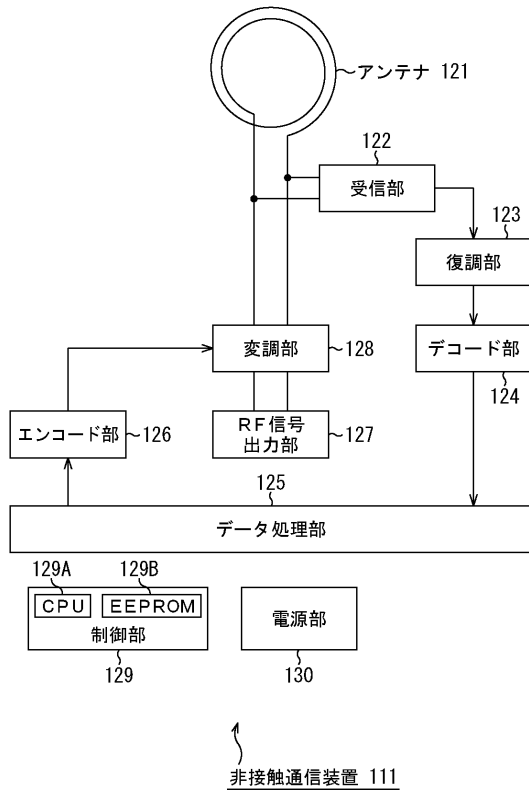 アンテナ 121
122
受信部
123
復調部
変調部
128
デコード部
124
エンコード部
126
RF信号
出力部
127
125
データ処理部
129A
129B
CPU
EEPROM
制御部
電源部
129
130
非接触通信装置 111